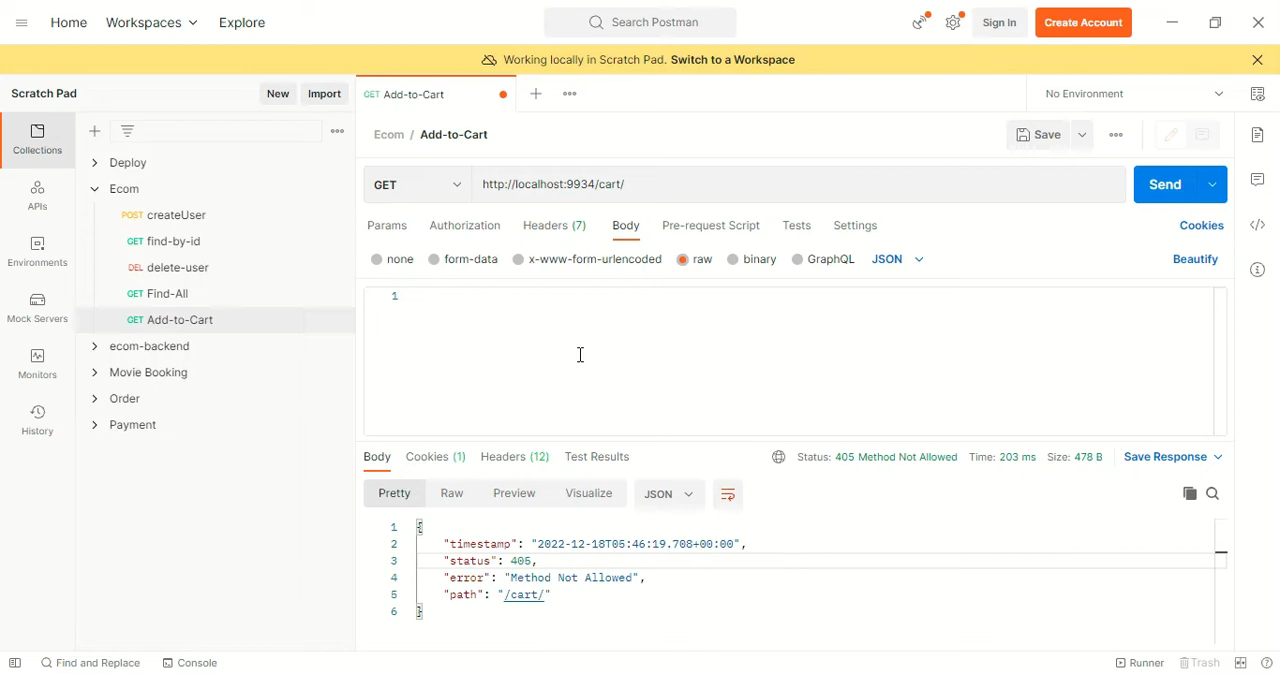 Home Workspaces Explore Search Postman Sign In Create Account
Working locally in Scratch Pad. Switch to a Workspace
Scratch Pad New Import GET Add-to-Cart No Environment
Ecom / Add-to-Cart Save
Collections
APIs
Environments
Mock Servers
Monitors
History
Deploy
Ecom
POST createUser
GET find-by-id
DEL delete-user
GET Find-All
GET Add-to-Cart
ecom-backend
Movie Booking
Order
Payment
GET http://localhost:9934/cart/ Send
Params Authorization Headers (7) Body Pre-request Script Tests Settings Cookies
none form-data x-www-form-urlencoded raw binary GraphQL JSON Beautify
1
Body Cookies (1) Headers (12) Test Results Status: 405 Method Not Allowed Time: 203 ms Size: 478 B Save Response
Pretty Raw Preview Visualize JSON
1 {
2 "timestamp": "2022-12-18T05:46:19.708+00:00",
3 "status": 405,
4 "error": "Method Not Allowed",
5 "path": "/cart/"
6 }
Find and Replace Console Runner Trash